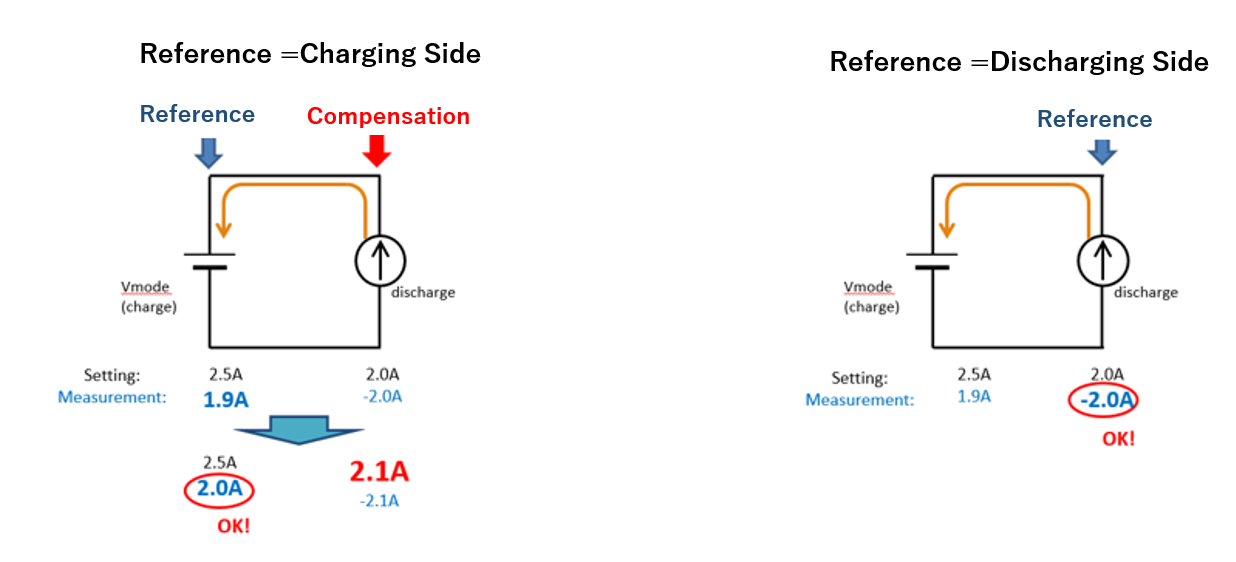 Reference =Charging Side
Reference
Compensation
Vmode
(charge)
discharge
Setting: 2.5A 2.0A
Measurement: 1.9A -2.0A
2.5A 2.1A
2.0A -2.1A
OK!
Reference =Discharging Side
Reference
Vmode
(charge)
discharge
Setting: 2.5A 2.0A
Measurement: 1.9A -2.0A
OK!